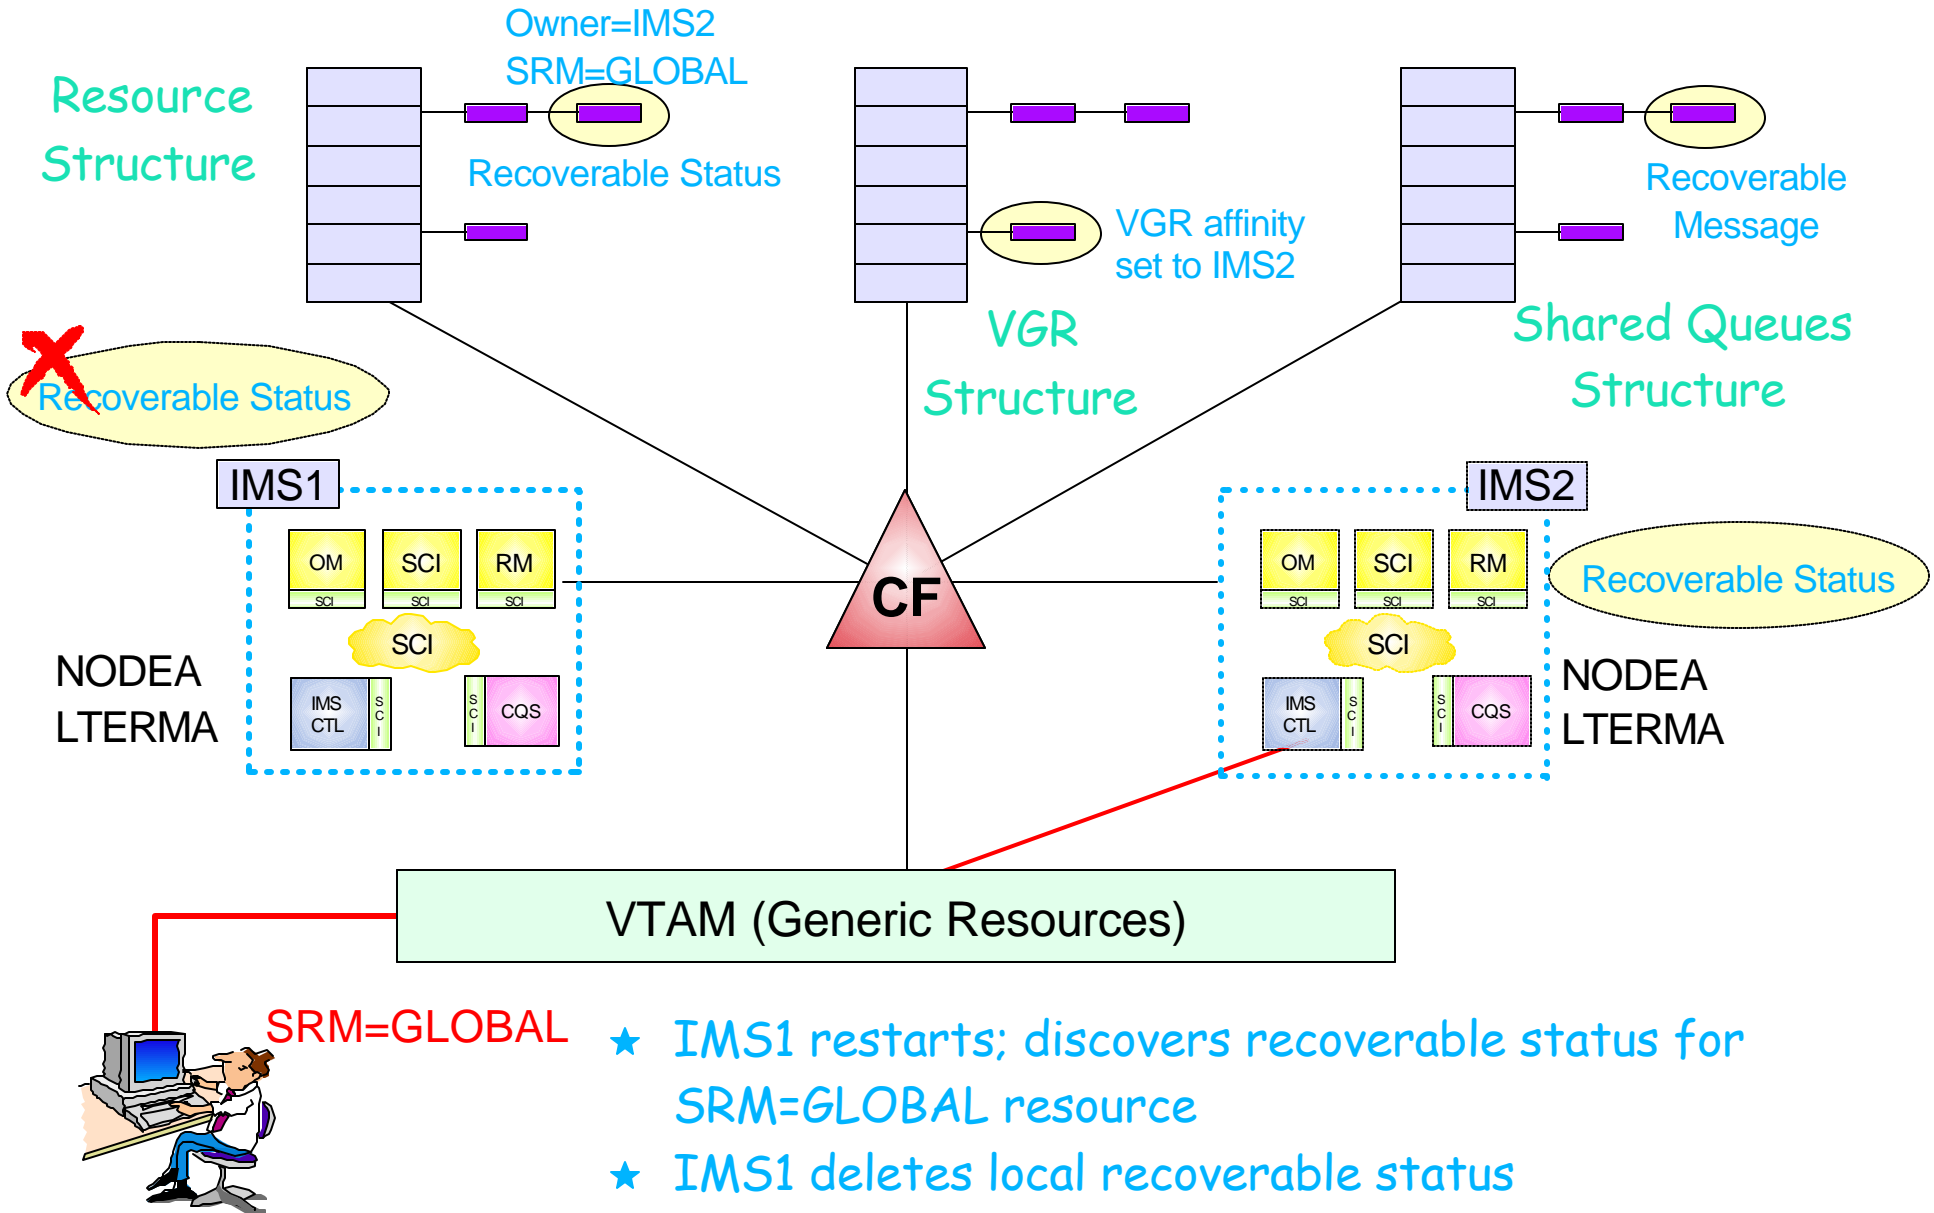 Owner=IMS2
SRM=GLOBAL
Resource
Structure
Recoverable Status
VGR affinity
set to IMS2
VGR
Structure
Recoverable
Message
Shared Queues
Structure
Recoverable Status
IMS1
OM
SCI
SCI
SCI
RM
SCI
SCI
IMS
CTL
SCI
SCI
CQS
NODEA
LTERMA
CF
IMS2
OM
SCI
SCI
SCI
RM
SCI
SCI
IMS
CTL
SCI
SCI
CQS
Recoverable Status
NODEA
LTERMA
VTAM (Generic Resources)
SRM=GLOBAL
IMS1 restarts; discovers recoverable status for
SRM=GLOBAL resource
IMS1 deletes local recoverable status